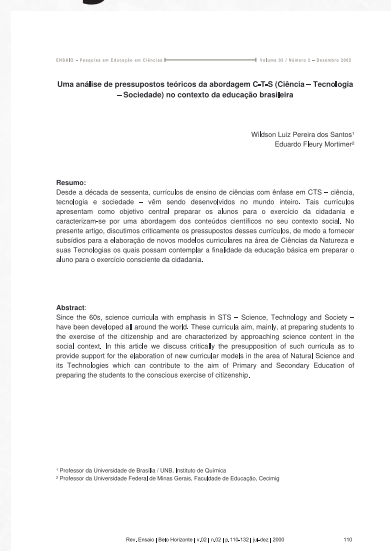 ENSAIO – Pesquisa em Educação em Ciências Volume 02 / Número 2 – Dezembro 2002
Uma análise de pressupostos teóricos da abordagem C-T-S (Ciência – Tecnologia
– Sociedade) no contexto da educação brasileira
Wildson Luiz Pereira dos Santos¹
Eduardo Fleury Mortimer²
Resumo:
Desde a década de sessenta, currículos de ensino de ciências com ênfase em CTS – ciência,
tecnologia e sociedade – vêm sendo desenvolvidos no mundo inteiro. Tais currículos
apresentam como objetivo central preparar os alunos para o exercício da cidadania e
caracterizam-se por uma abordagem dos conteúdos científicos no seu contexto social. No
presente artigo, discutimos criticamente os pressupostos desses currículos, de modo a fornecer
subsídios para a elaboração de novos modelos curriculares na área de Ciências da Natureza e
suas Tecnologias os quais possam contemplar a finalidade da educação básica em preparar o
aluno para o exercício consciente da cidadania.
Abstract:
Since the 60s, science curricula with emphasis in STS – Science, Technology and Society –
have been developed all around the world. These curricula aim, mainly, at preparing students to
the exercise of the citizenship and are characterized by approaching science content in the
social context. In this article we discuss critically the presupposition of such curricula as to
provide support for the elaboration of new curricular models in the area of Natural Science and
its Technologies which can contribute to the aim of Primary and Secondary Education of
preparing the students to the conscious exercise of citizenship.
¹ Professor da Universidade de Brasília / UNB, Instituto de Química
² Professor da Universidade Federal de Minas Gerais, Faculdade de Educação, Cecimig
Rev. Ensaio | Belo Horizonte | v.02 | n.02 | p.110-132 | jul-dez | 2000 110